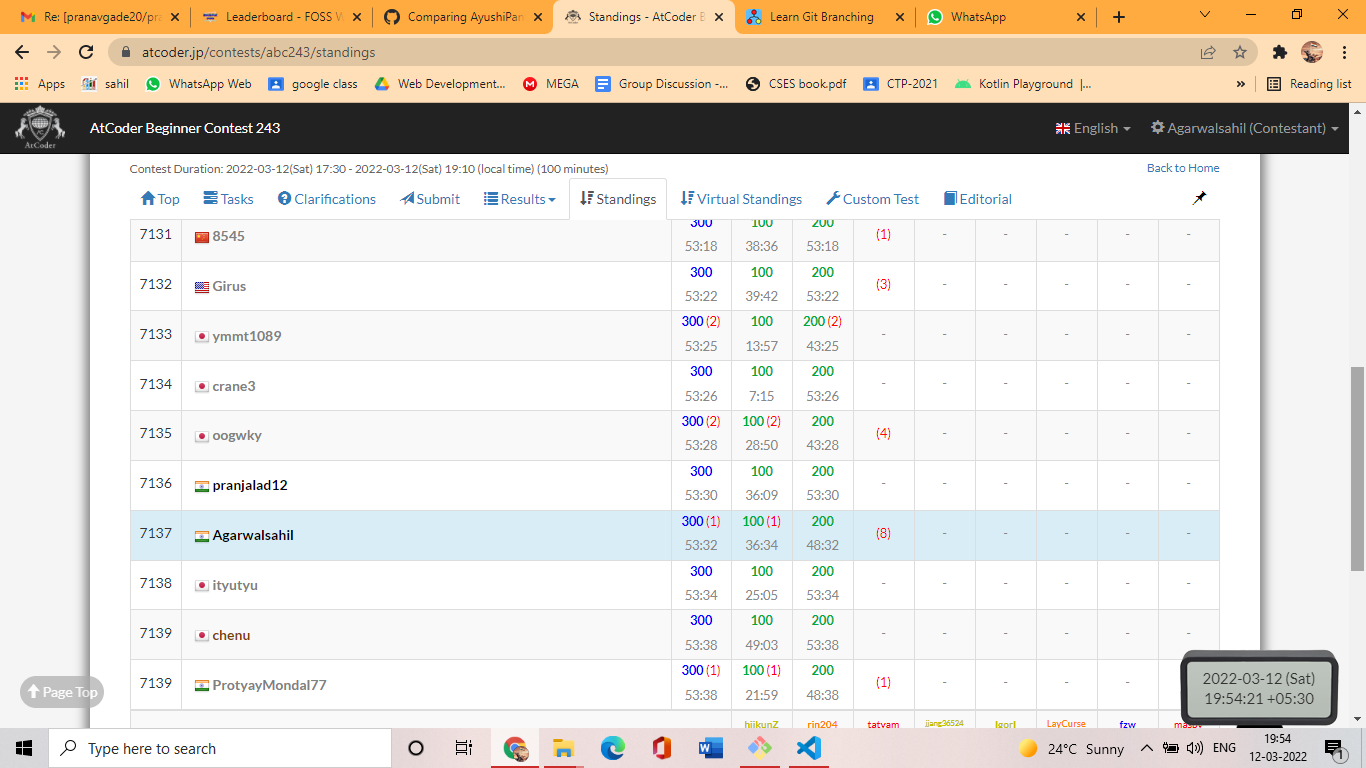 Re: [pranavgade20/pra
Leaderboard - FOSS W
Comparing AyushiPan
Standings - AtCoder B
Learn Git Branching
WhatsApp
atcoder.jp/contests/abc243/standings
Apps sahil WhatsApp Web google class Web Development... MEGA Group Discussion -... CSES book.pdf CTP-2021 Kotlin Playground |... » Reading list
AtCoder
AtCoder Beginner Contest 243
English
Agarwalsahil (Contestant)
Contest Duration: 2022-03-12(Sat) 17:30 - 2022-03-12(Sat) 19:10 (local time) (100 minutes)
Back to Home
Top Tasks Clarifications Submit Results Standings Virtual Standings Custom Test Editorial
7131 8545 300 100 200 (1) - - - - -
53:18 38:36 53:18
7132 Girus 300 100 200 (3) - - - - -
53:22 39:42 53:22
7133 ymmt1089 300 (2) 100 200 (2) - - - - - -
53:25 13:57 43:25
7134 crane3 300 100 200 - - - - - -
53:26 7:15 53:26
7135 oogwky 300 (2) 100 (2) 200 (4) - - - - -
53:28 28:50 43:28
7136 pranjalad12 300 100 200 - - - - - -
53:30 36:09 53:30
7137 Agarwalsahil 300 (1) 100 (1) 200 (8) - - - - -
53:32 36:34 48:32
7138 ityutyu 300 100 200 - - - - - -
53:34 25:05 53:34
7139 chenu 300 100 200 - - - - - -
53:38 49:03 53:38
7139 ProtyayMondal77 300 (1) 100 (1) 200 (1) - - - -
53:38 21:59 48:38
rin204 tatyam jjang36524 IgorI LayCurse fzw
Page Top
2022-03-12 (Sat)
19:54:21 +05:30
Type here to search
24°C Sunny
ENG
19:54
12-03-2022
1